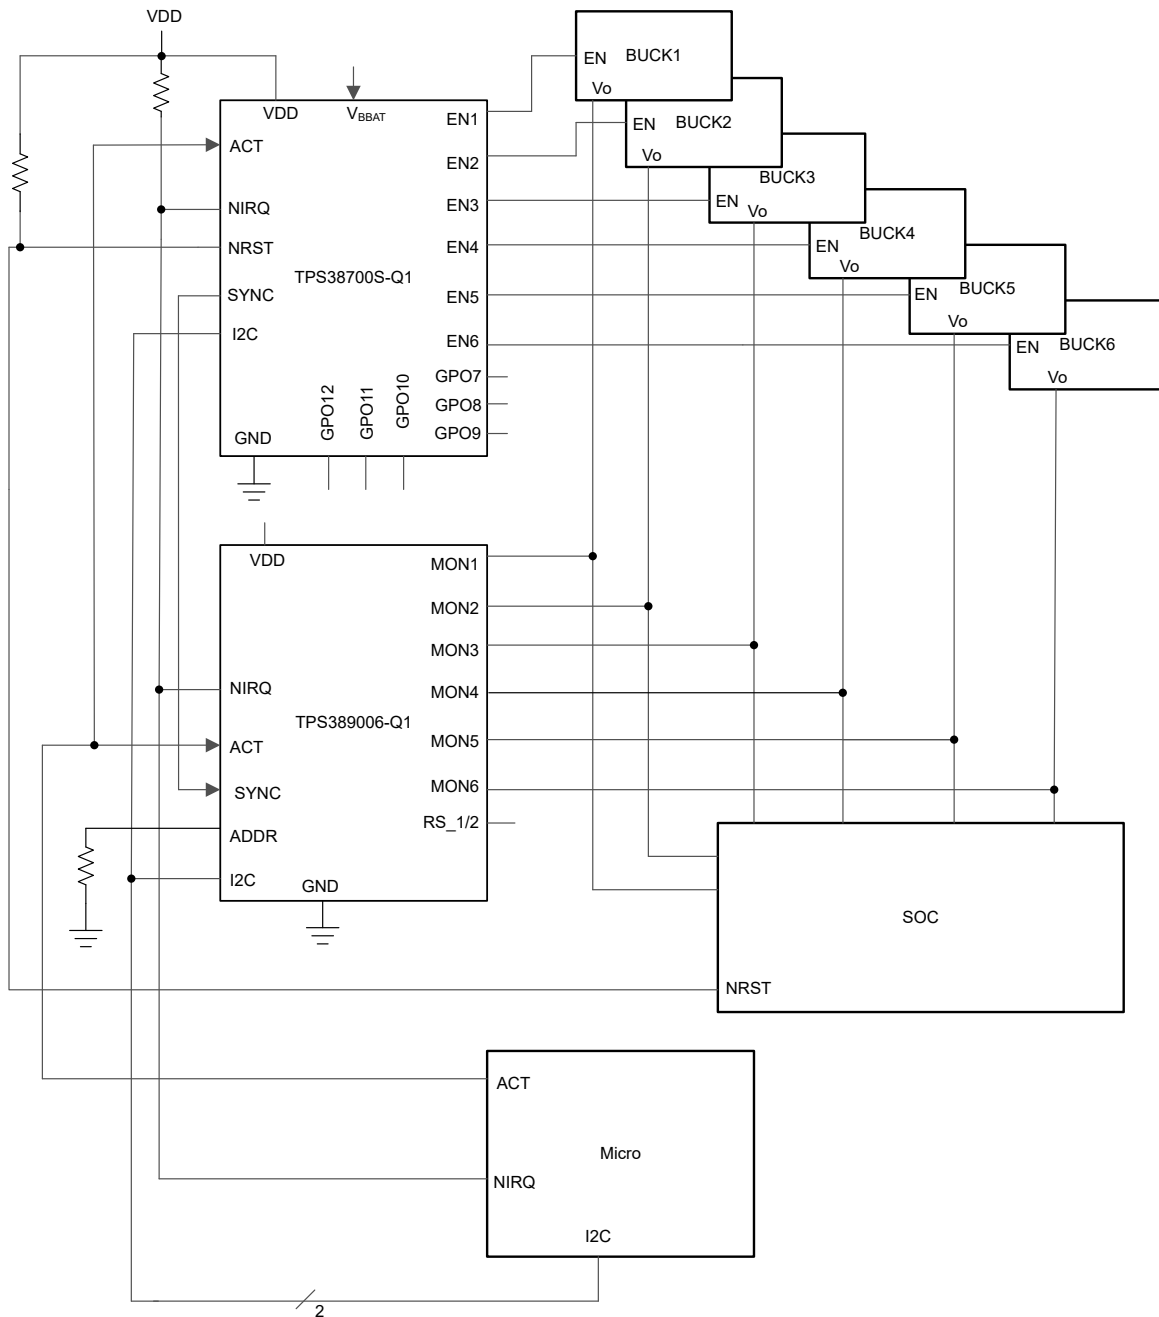 VDD
VDD
VBBAT
ACT
NIRQ
NRST
SYNC
I2C
GND
TPS38700S-Q1
EN1
EN2
EN3
EN4
EN5
EN6
GPO7
GPO8
GPO9
GPO12
GPO11
GPO10
EN
BUCK1
Vo
EN
BUCK2
Vo
EN
BUCK3
Vo
EN
BUCK4
Vo
EN
BUCK5
Vo
EN
BUCK6
Vo
VDD
NIRQ
ACT
SYNC
ADDR
I2C
GND
TPS389006-Q1
MON1
MON2
MON3
MON4
MON5
MON6
RS_1/2
SOC
NRST
ACT
Micro
NIRQ
I2C
2